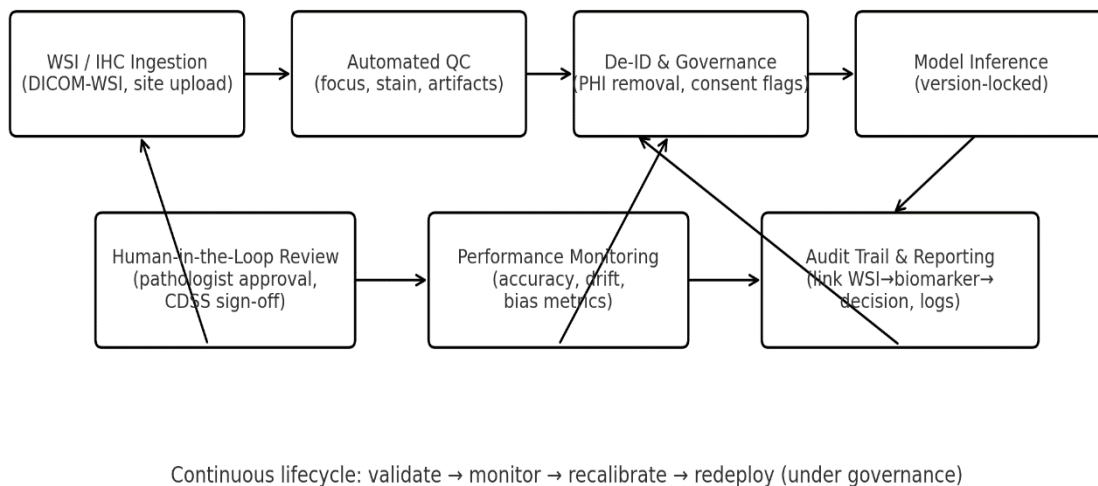 WSI / IHC Ingestion
(DICOM-WSI, site upload)
Automated QC
(focus, stain, artifacts)
De-ID & Governance
(PHI removal, consent flags)
Model Inference
(version-locked)
Human-in-the-Loop Review
(pathologist approval,
CDSS sign-off)
Performance Monitoring
(accuracy, drift,
bias metrics)
Audit Trail & Reporting
(link WSI→biomarker→
decision, logs)
Continuous lifecycle: validate → monitor → recalibrate → redeploy (under governance)